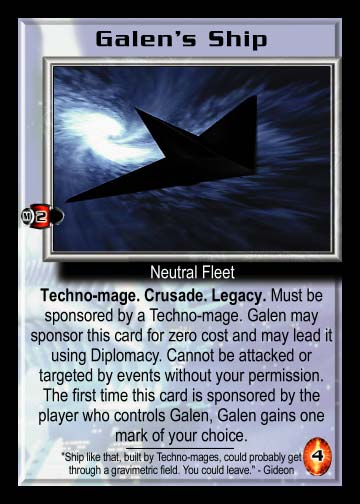 Galen's Ship
M 2
Neutral Fleet
Techno-mage. Crusade. Legacy. Must be
sponsored by a Techno-mage. Galen may
sponsor this card for zero cost and may lead it
using Diplomacy. Cannot be attacked or
targeted by events without your permission.
The first time this card is sponsored by the
player who controls Galen, Galen gains one
mark of your choice.
"Ship like that, built by Techno-mages, could probably get
through a gravimetric field. You could leave." - Gideon
4